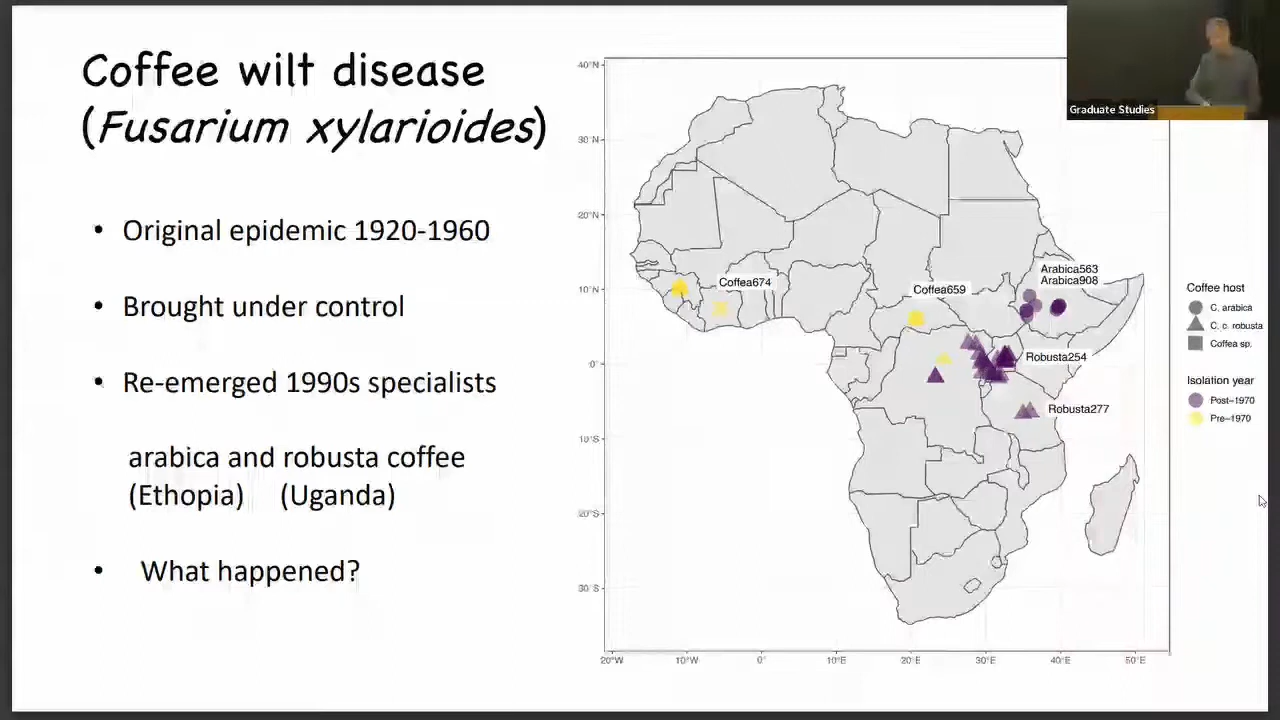 Coffee wilt disease
(Fusarium xylarioides)
• Original epidemic 1920-1960
• Brought under control
• Re-emerged 1990s specialists
arabica and robusta coffee
(Ethopia) (Uganda)
• What happened?
Graduate Studies
40°N
30°N
20°N
10°N
0°
10°S
20°S
30°S
20°W
10°W
0°
10°E
20°E
30°E
40°E
50°E
Coffea674
Coffea659
Arabica563
Arabica908
Robusta254
Robusta277
Coffee host
C. arabica
C. c. robusta
Coffea sp.
Isolation year
Post–1970
Pre–1970